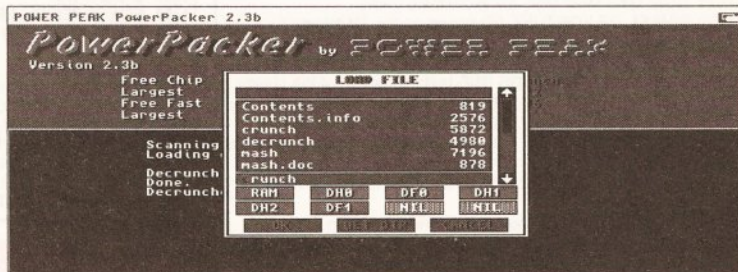 POWER PEAK PowerPacker 2.3b
PowerPacker by POWER PEAK
Version 2.3b
Free Chip
Largest
Free Fast
Largest
Scanning
Loading
Decrunch
Done.
Decrunch
LOAD FILE
Contents 819
Contents.info 2576
crunch 5872
decrunch 4980
mash 7196
mash.doc 878
crunch
RAM DH0 DF0 DH1
DH2 DF1 NIL: NIL:
OK GET DIR CANCEL